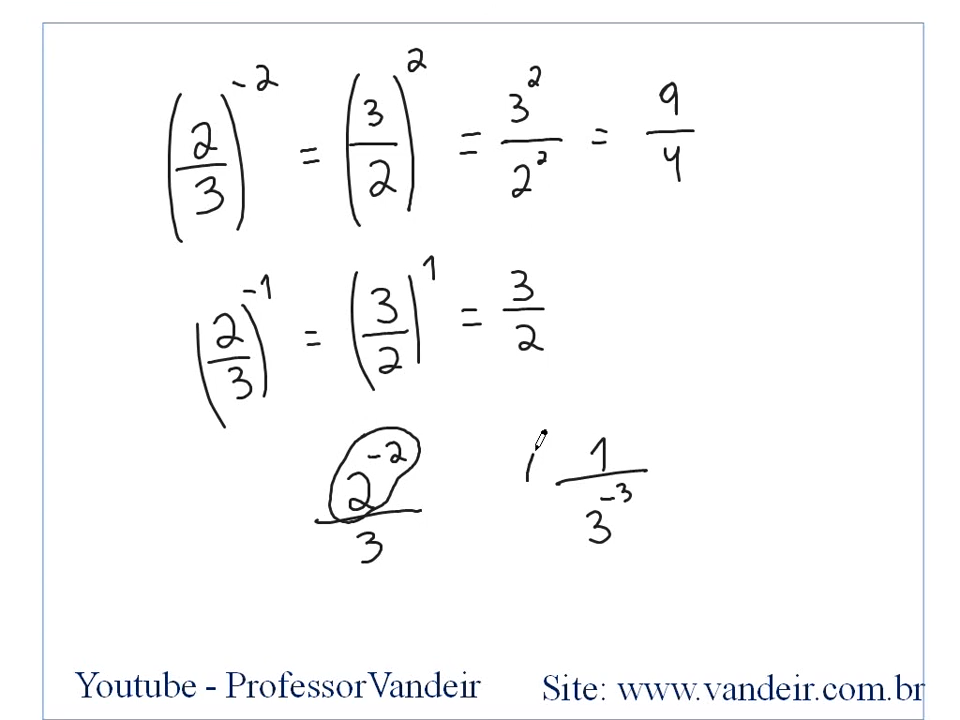 (2/3)^-2 = (3/2)^2 = 3^2/2^2 = 9/4
(2/3)^-1 = (3/2)^1 = 3/2
2^-2/3 1/3^-3
Youtube - ProfessorVandeir Site: www.vandeir.com.br